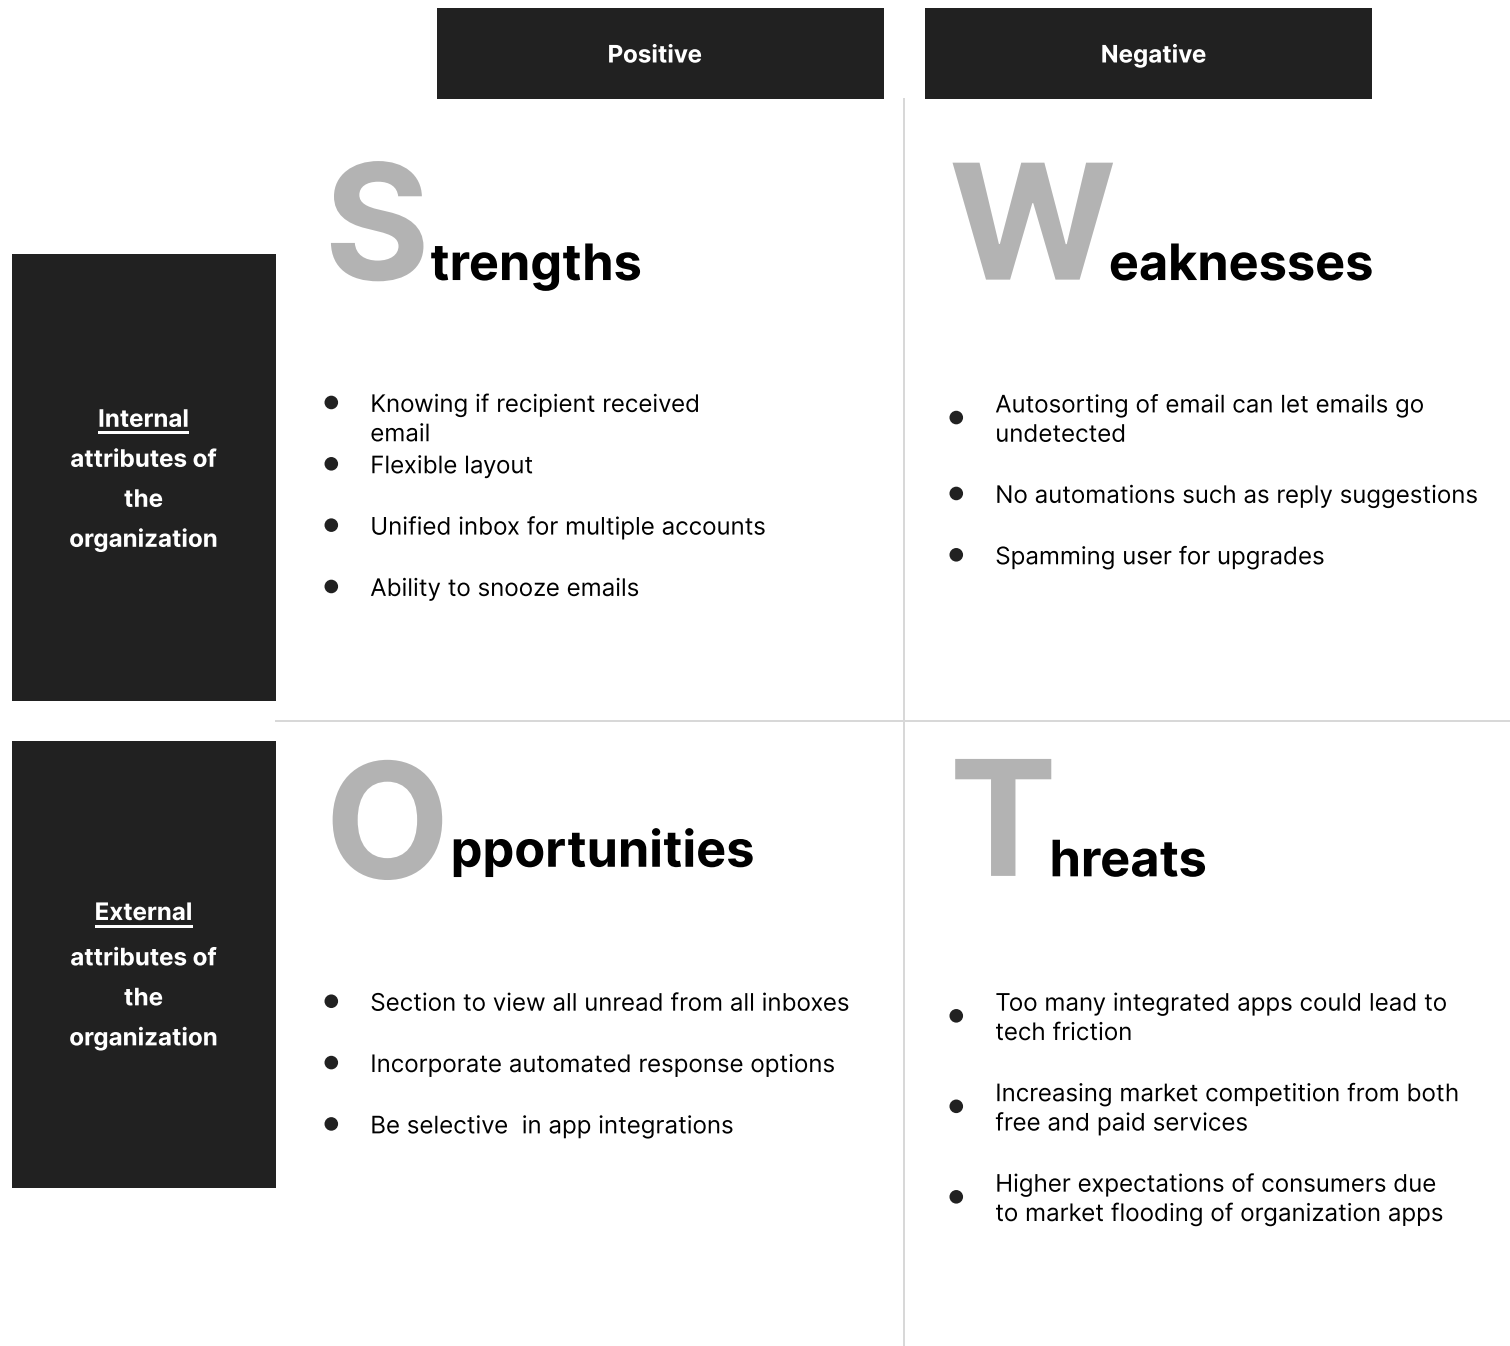 Positive
Negative
Strengths
Weaknesses
Internal
attributes of
the
organization
Knowing if recipient received
email
Flexible layout
Unified inbox for multiple accounts
Ability to snooze emails
Autosorting of email can let emails go
undetected
No automations such as reply suggestions
Spamming user for upgrades
Opportunities
Threats
External
attributes of
the
organization
Section to view all unread from all inboxes
Incorporate automated response options
Be selective  in app integrations
Too many integrated apps could lead to
tech friction
Increasing market competition from both
free and paid services
Higher expectations of consumers due
to market flooding of organization apps